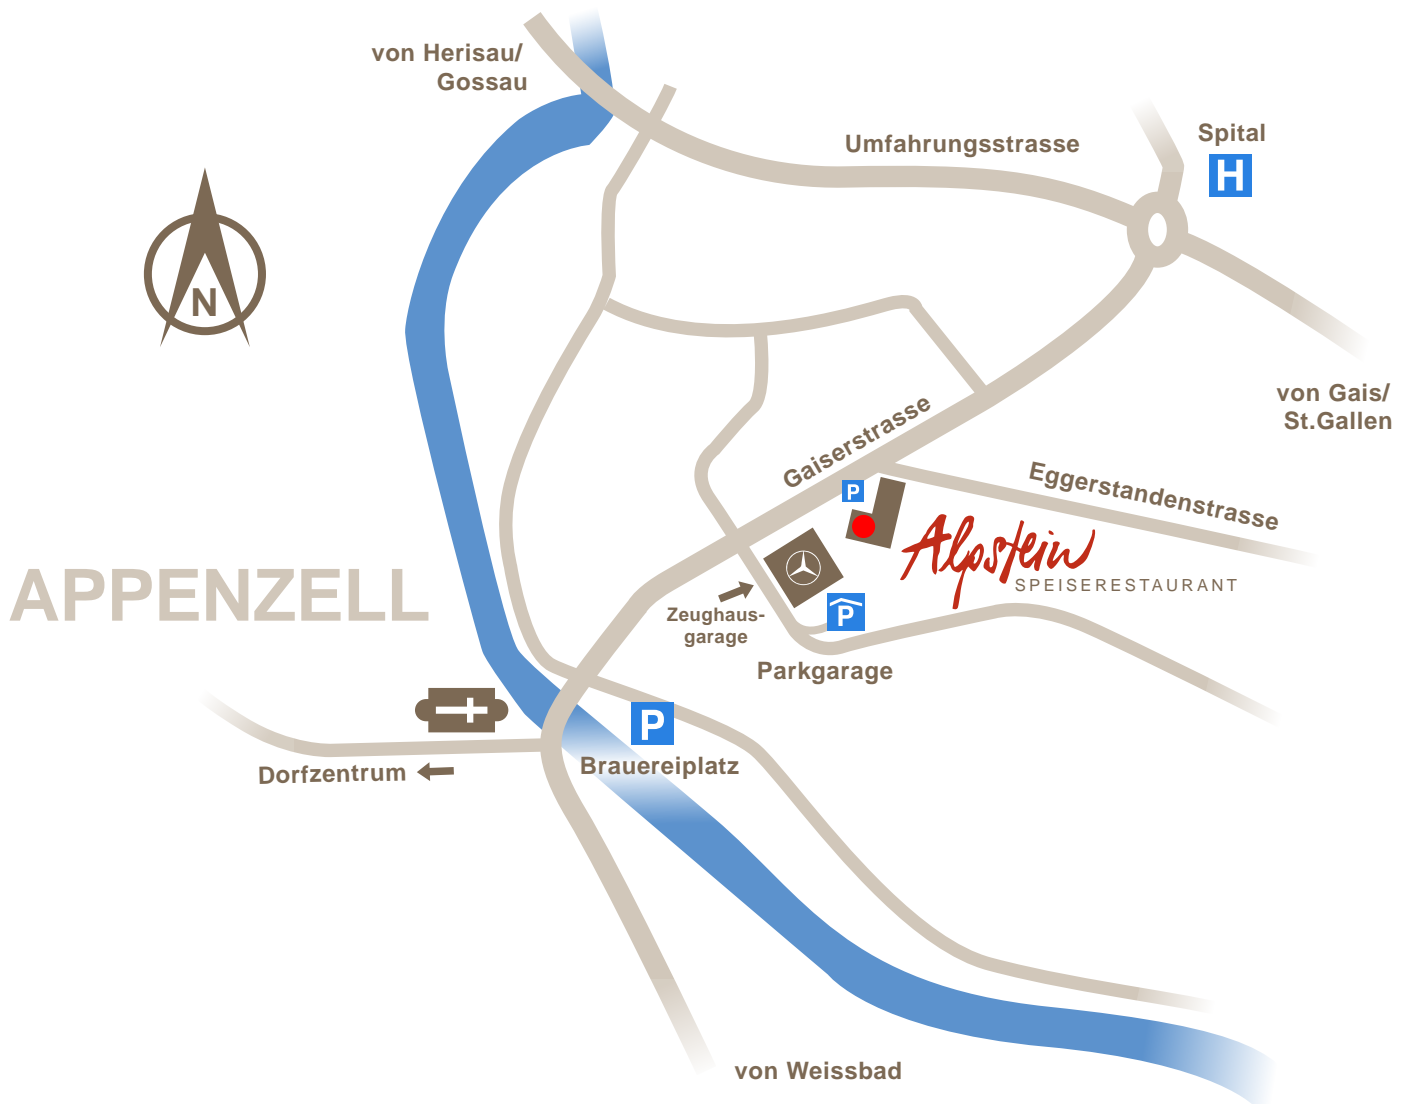 von Herisau/
Gossau
Umfahrungsstrasse
Spital
H
N
von Gais/
St.Gallen
Gaiserstrasse
Eggerstandenstrasse
P
Alpstein
SPEISERESTAURANT
APPENZELL
Zeughaus-
garage
P
Parkgarage
P
Brauereiplatz
Dorfzentrum
von Weissbad